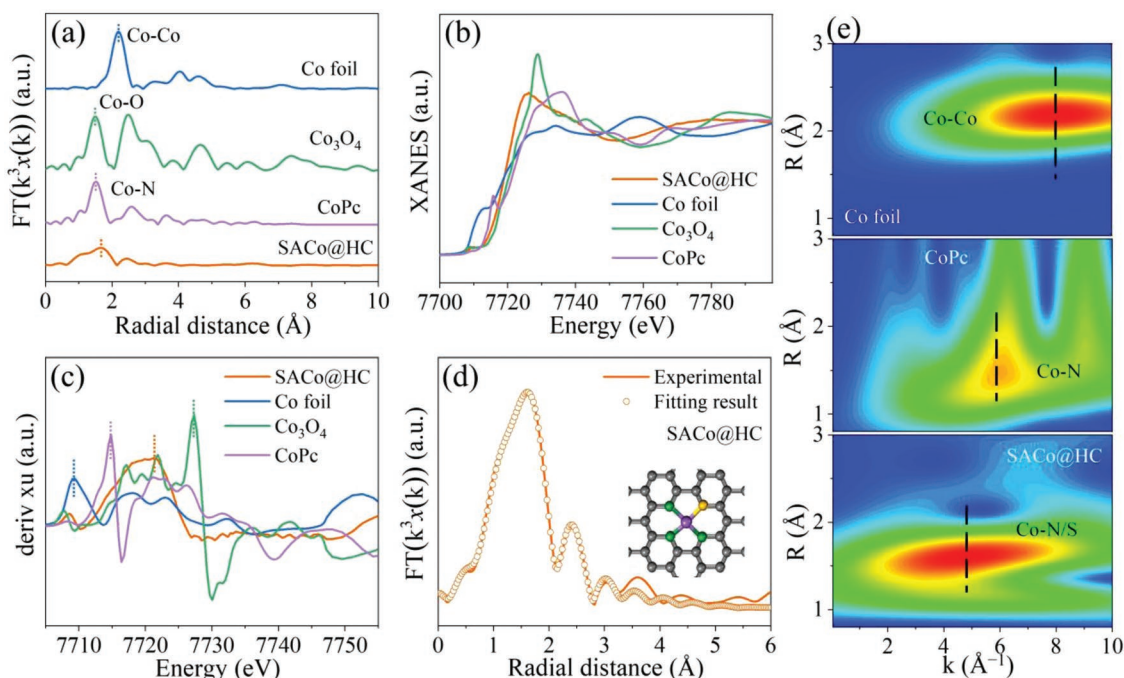 (a)
Co-Co
Co foil
Co-O
Co₃O₄
Co-N
CoPc
SACo@HC
FT(k³x(k)) (a.u.)
0 2 4 6 8 10
Radial distance (Å)
(b)
XANES (a.u.)
SACo@HC
Co foil
Co₃O₄
CoPc
7700 7720 7740 7760 7780
Energy (eV)
(c)
deriv xu (a.u.)
SACo@HC
Co foil
Co₃O₄
CoPc
7710 7720 7730 7740 7750
Energy (eV)
(d)
FT(k³x(k)) (a.u.)
Experimental
Fitting result
SACo@HC
0 1 2 3 4 5 6
Radial distance (Å)
(e)
3
2
1
R (Å)
Co-Co
Co foil
3
2
1
R (Å)
CoPc
Co-N
3
2
1
R (Å)
SACo@HC
Co-N/S
2 4 6 8 10
k (Å⁻¹)